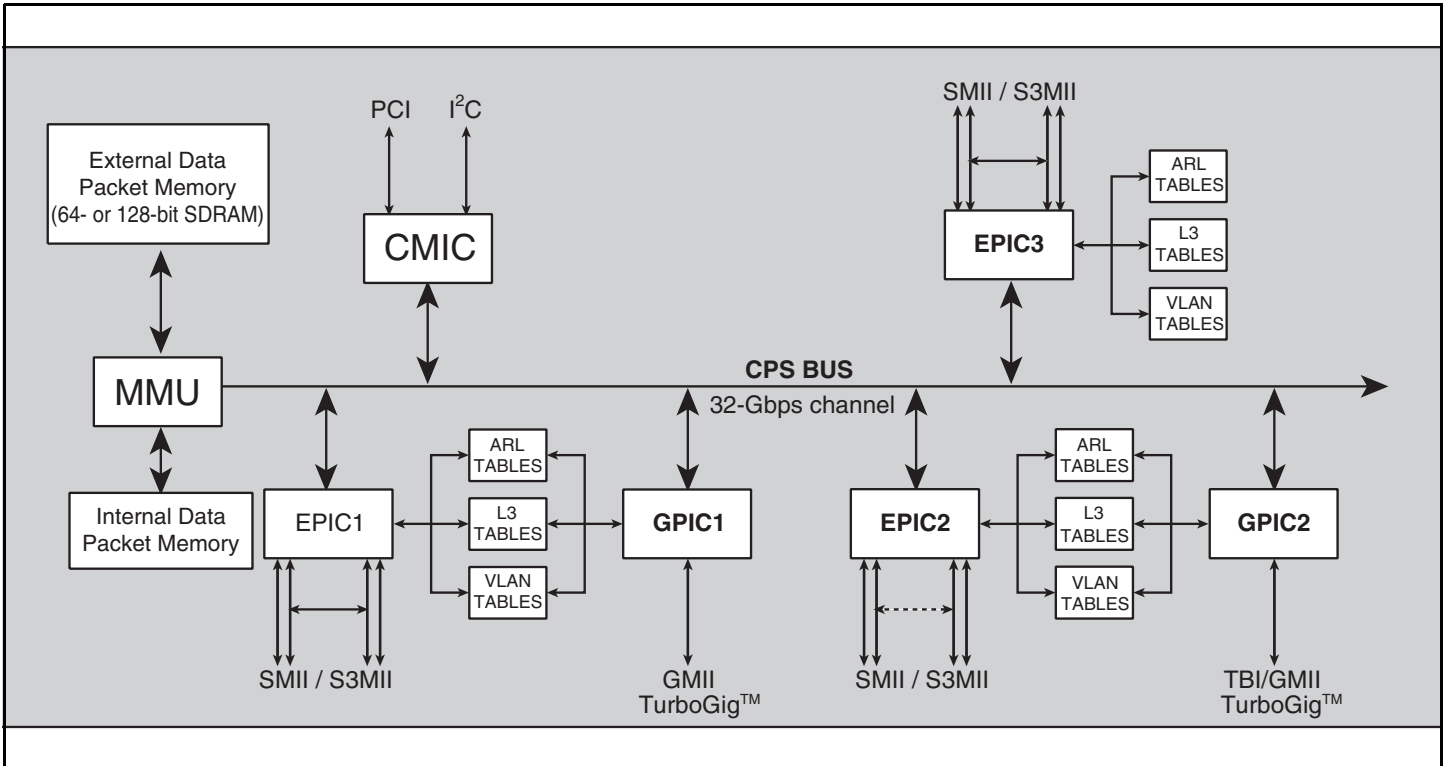 PCI
I²C
SMII / S3MII
External Data
Packet Memory
(64- or 128-bit SDRAM)
CMIC
EPIC3
ARL
TABLES
L3
TABLES
VLAN
TABLES
MMU
CPS BUS
32-Gbps channel
Internal Data
Packet Memory
EPIC1
ARL
TABLES
L3
TABLES
VLAN
TABLES
GPIC1
EPIC2
ARL
TABLES
L3
TABLES
VLAN
TABLES
GPIC2
SMII / S3MII
GMII
TurboGig™
SMII / S3MII
TBI/GMII
TurboGig™